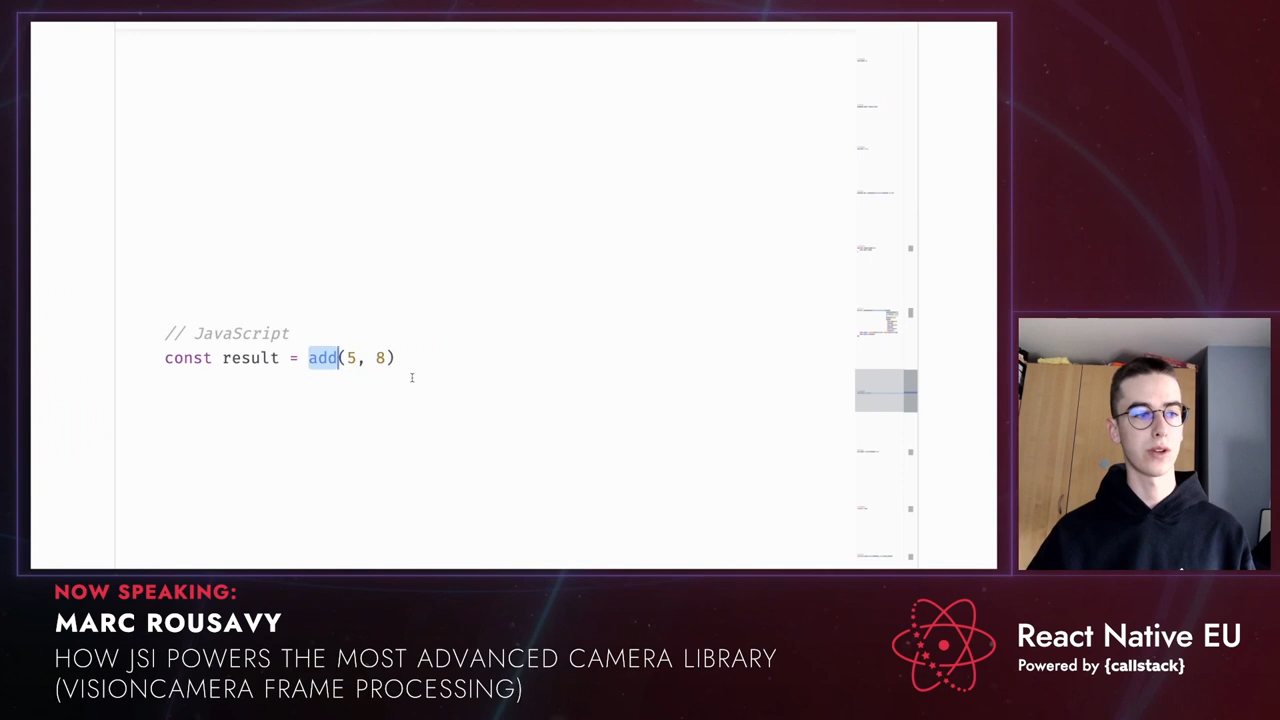 // JavaScript
const result = add(5, 8)
NOW SPEAKING:
MARC ROUSAVY
HOW JSI POWERS THE MOST ADVANCED CAMERA LIBRARY
(VISIONCAMERA FRAME PROCESSING)
React Native EU
Powered by {callstack}